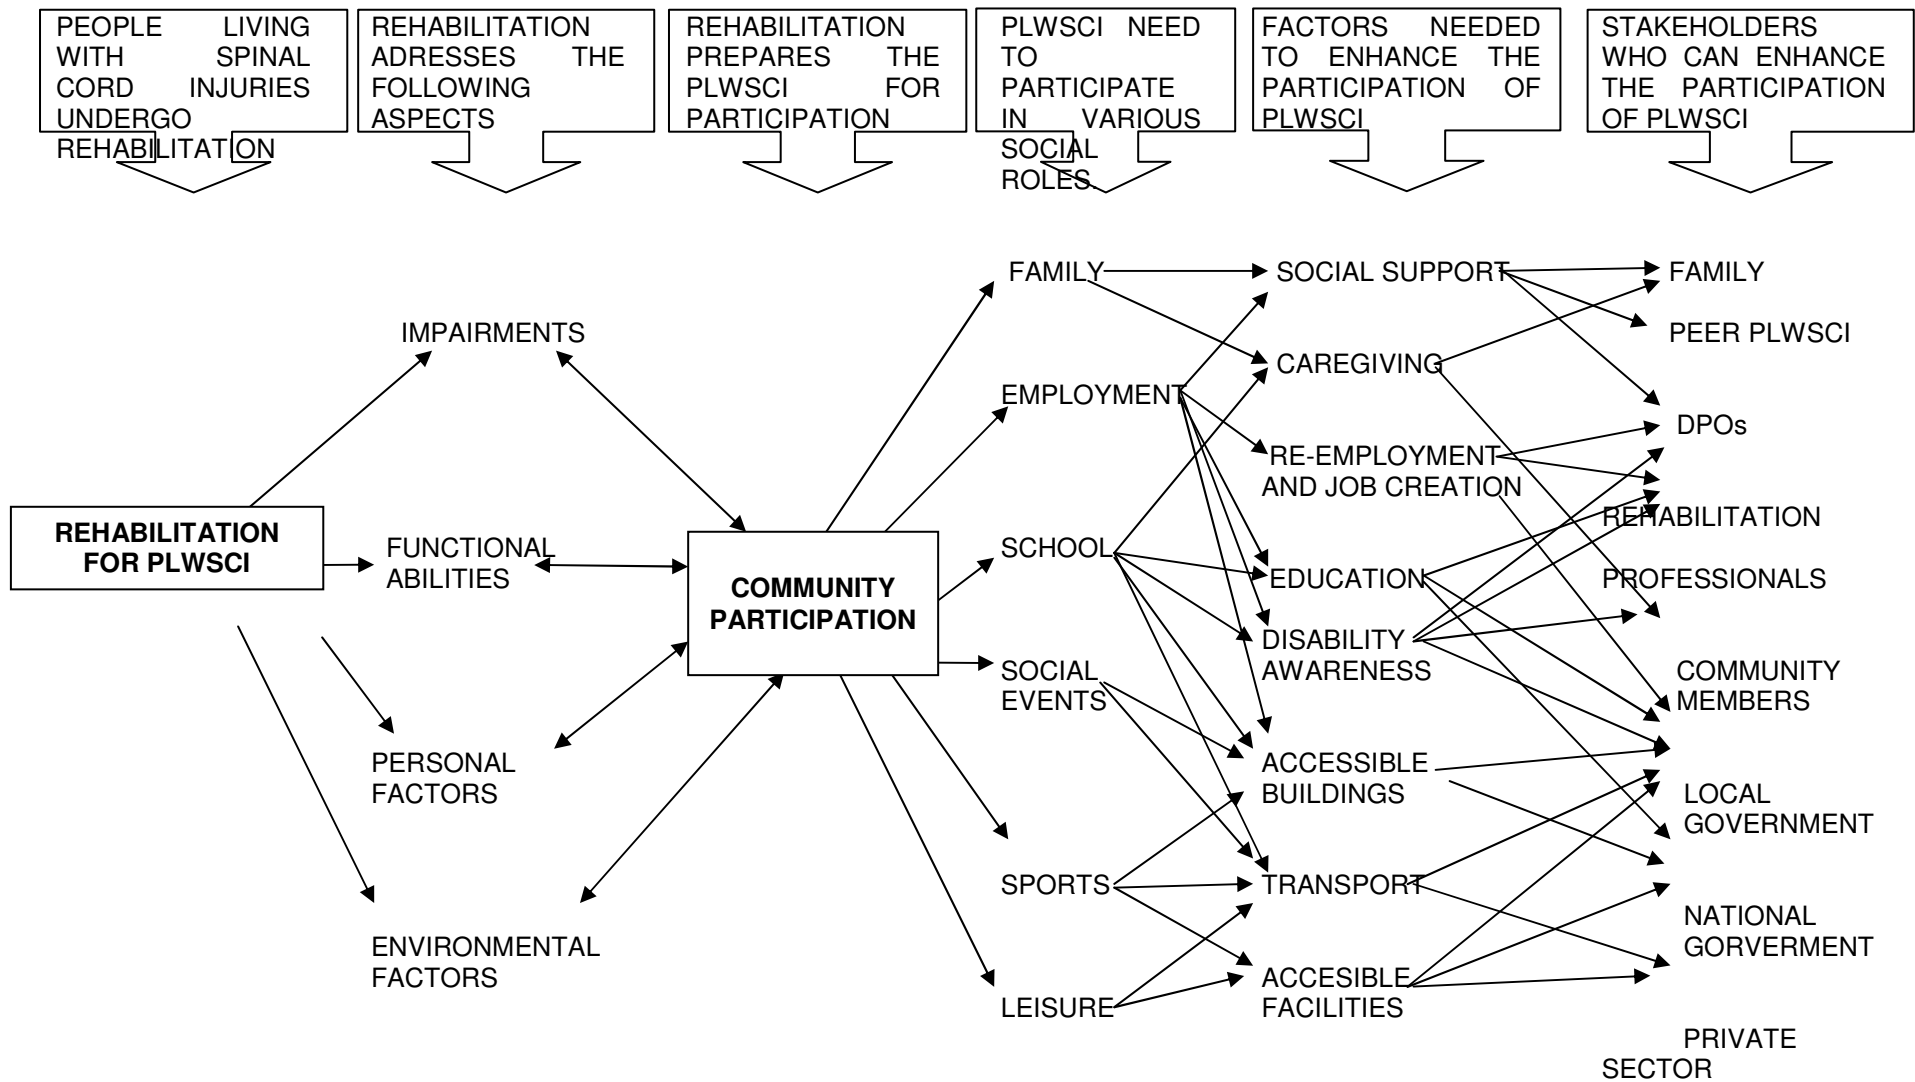 PEOPLE LIVING
WITH SPINAL
CORD INJURIES
UNDERGO
REHABILITATION
REHABILITATION
ADRESSES THE
FOLLOWING
ASPECTS
REHABILITATION
PREPARES THE
PLWSCI FOR
PARTICIPATION
PLWSCI NEED
TO
PARTICIPATE
IN VARIOUS
SOCIAL
ROLES.
FACTORS NEEDED
TO ENHANCE THE
PARTICIPATION OF
PLWSCI
STAKEHOLDERS
WHO CAN ENHANCE
THE PARTICIPATION
OF PLWSCI
REHABILITATION
FOR PLWSCI
IMPAIRMENTS
FUNCTIONAL
ABILITIES
PERSONAL
FACTORS
ENVIRONMENTAL
FACTORS
COMMUNITY
PARTICIPATION
FAMILY
EMPLOYMENT
SCHOOL
SOCIAL
EVENTS
SPORTS
LEISURE
SOCIAL SUPPORT
CAREGIVING
RE-EMPLOYMENT
AND JOB CREATION
EDUCATION
DISABILITY
AWARENESS
ACCESSIBLE
BUILDINGS
TRANSPORT
ACCESIBLE
FACILITIES
FAMILY
PEER PLWSCI
DPOs
REHABILITATION
PROFESSIONALS
COMMUNITY
MEMBERS
LOCAL
GOVERNMENT
NATIONAL
GORVERMENT
PRIVATE
SECTOR